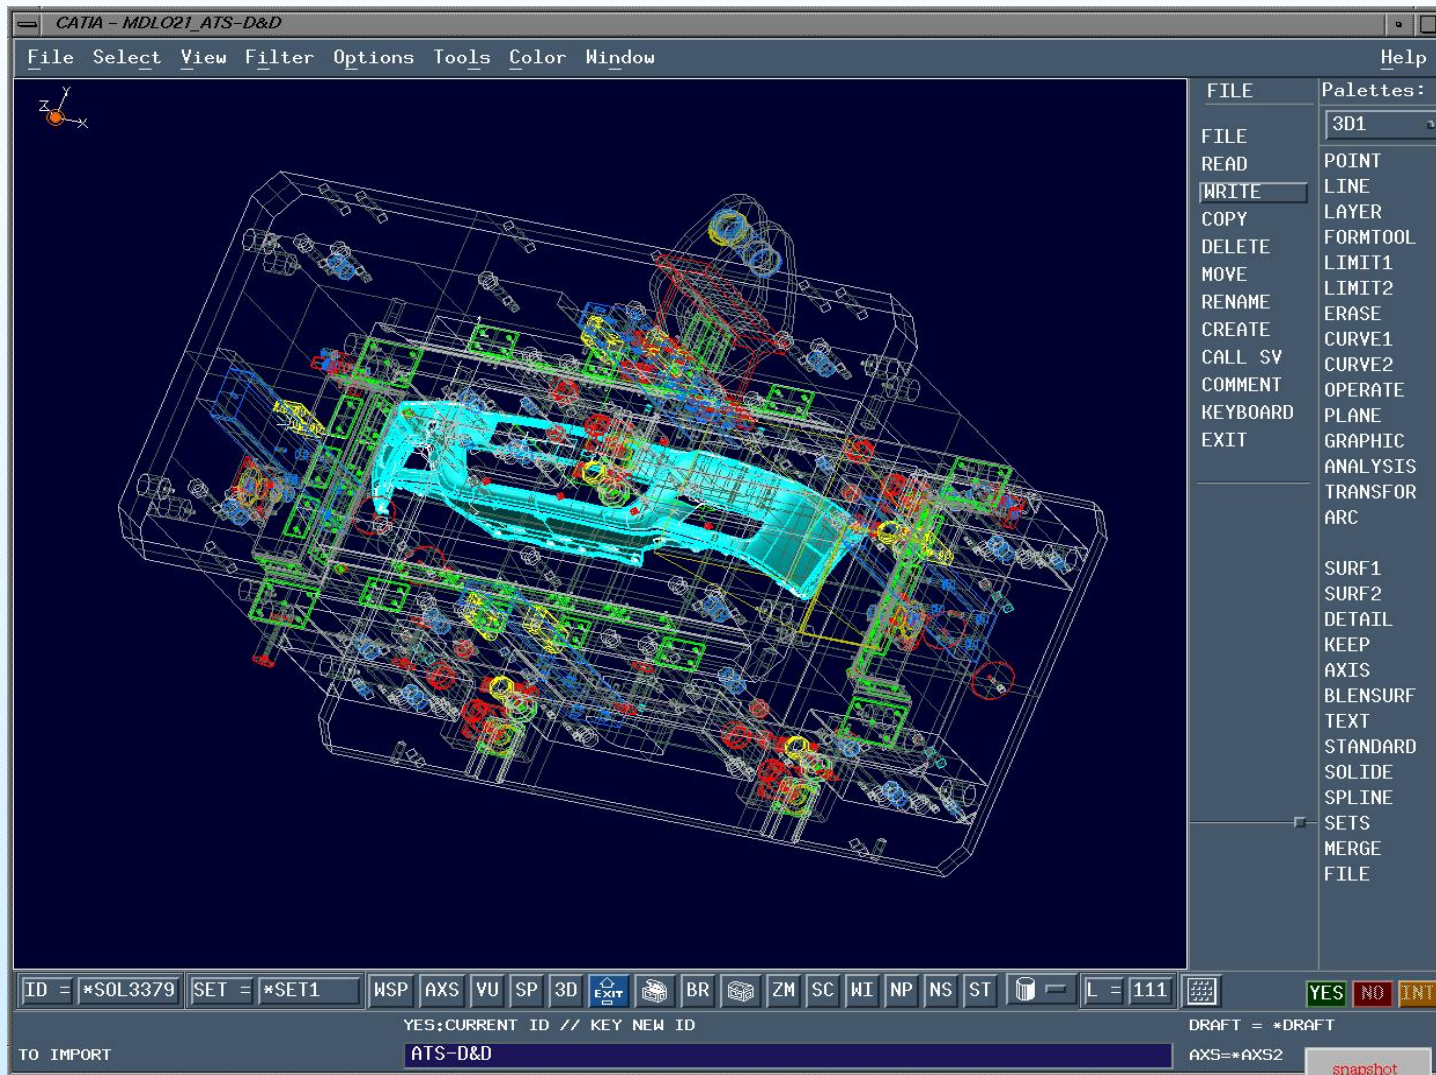 CATIA - MDLO21_ATS-D&D
File Select View Filter Options Tools Color Window Help
FILE
FILE
READ
WRITE
COPY
DELETE
MOVE
RENAME
CREATE
CALL SV
COMMENT
KEYBOARD
EXIT
Palettes:
3D1
POINT
LINE
LAYER
FORMTOOL
LIMIT1
LIMIT2
ERASE
CURVE1
CURVE2
OPERATE
PLANE
GRAPHIC
ANALYSIS
TRANSFOR
ARC
SURF1
SURF2
DETAIL
KEEP
AXIS
BLENSURF
TEXT
STANDARD
SOLIDE
SPLINE
SETS
MERGE
FILE
Z Y X
ID = *SOL3379 SET = *SET1 WSP AXS VU SP 3D EXIT BR ZM SC WI NP NS ST L = 111 YES NO INT
YES:CURRENT ID // KEY NEW ID DRAFT = *DRAFT
TO IMPORT ATS-D&D AXS=*AXS2 snapshot